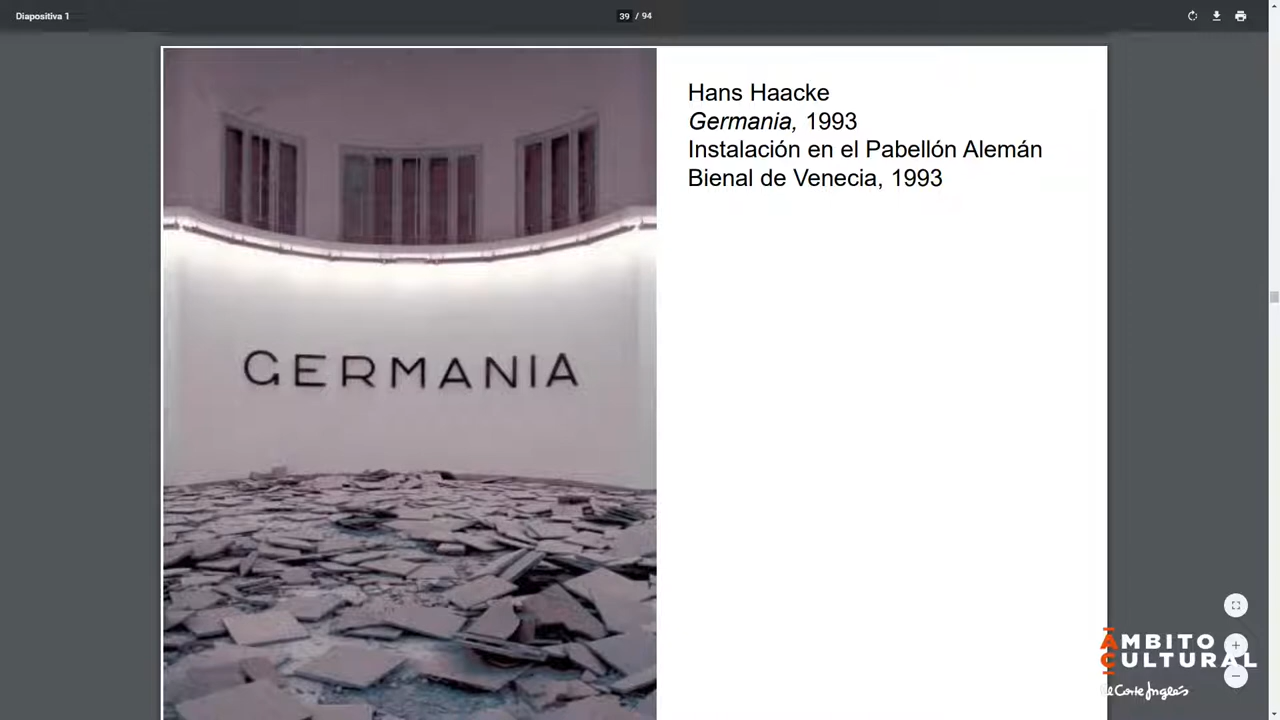 Diapositiva 1
39 / 94
Hans Haacke
Germania, 1993
Instalación en el Pabellón Alemán
Bienal de Venecia, 1993
GERMANIA
ÁMBITO
CULTURAL
El Corte Inglés